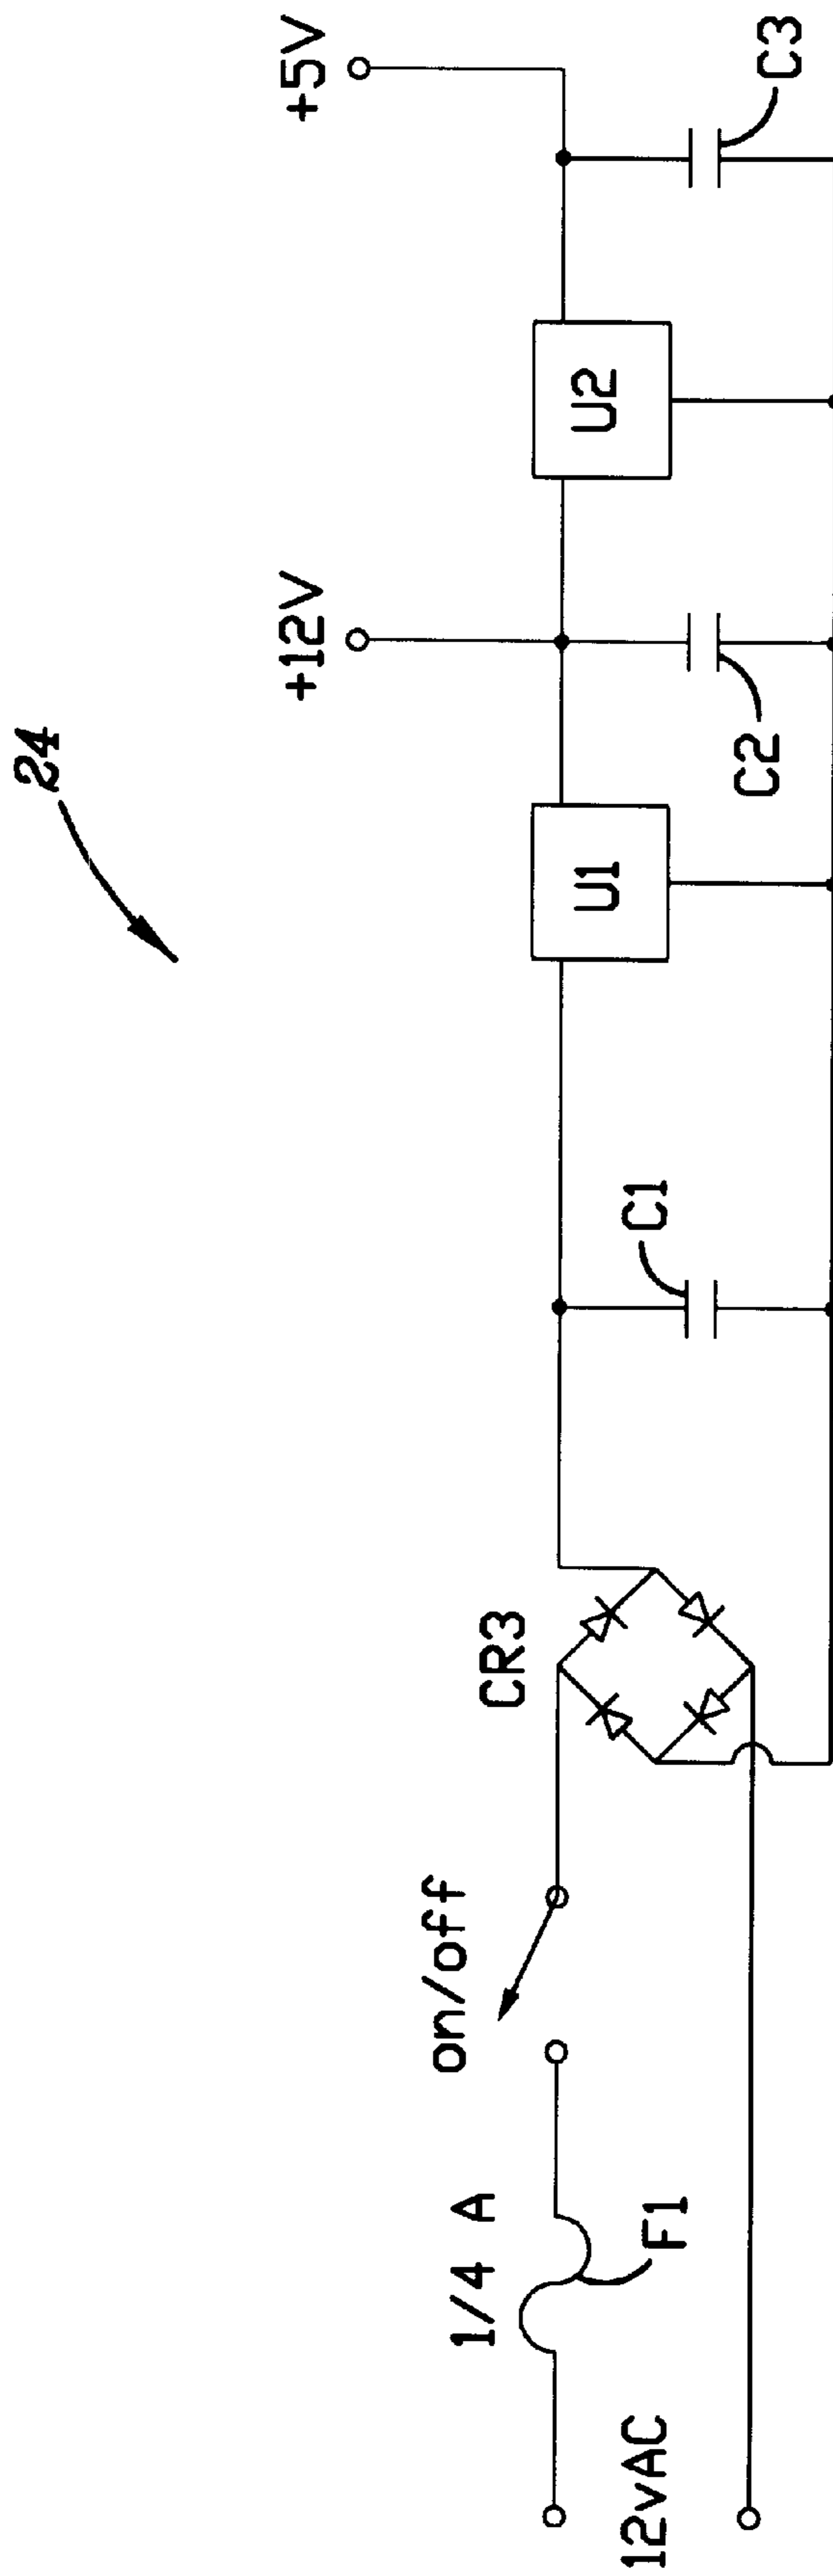 24
+12V
+5V
on/off
CR3
1/4 A
F1
12vAC
C1
U1
C2
U2
C3